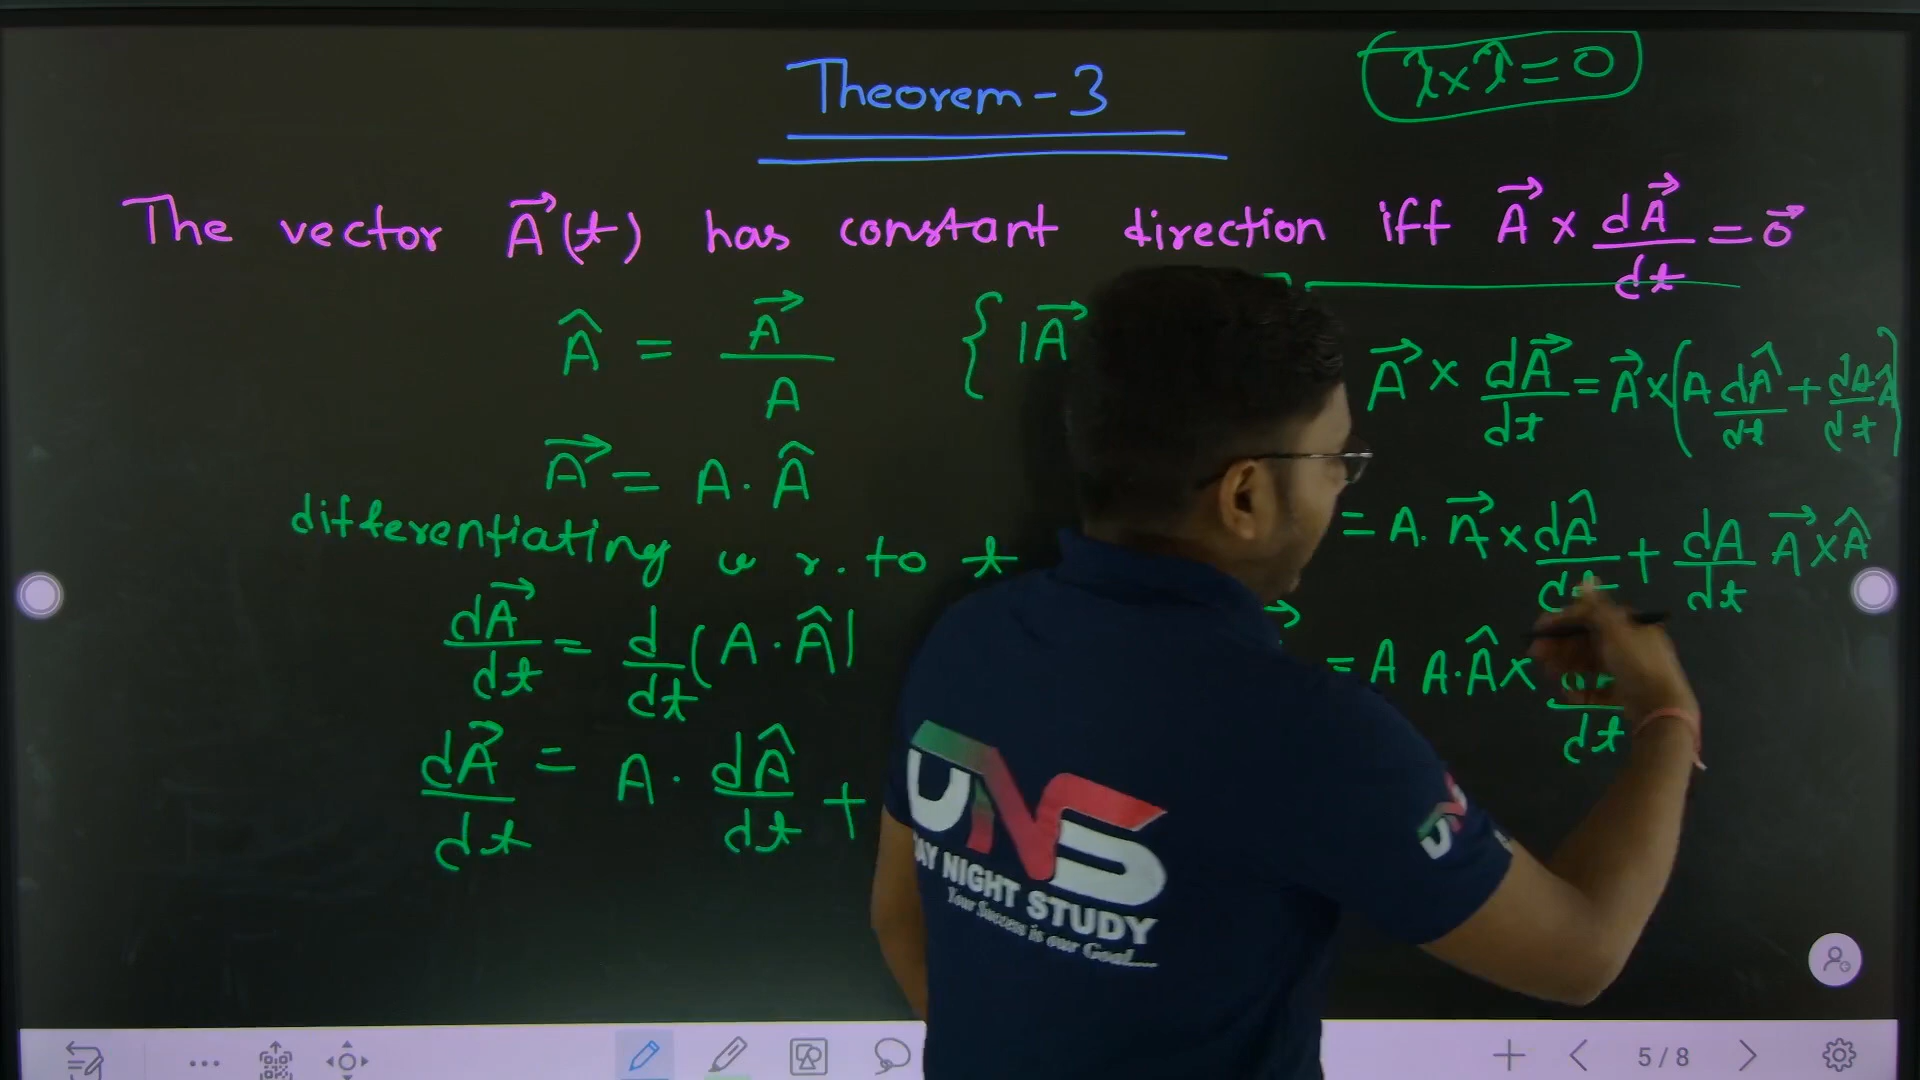 Theorem-3
î×î=0
The vector A⃗(t) has constant direction iff A⃗ × dA⃗/dt = 0⃗
Â = A⃗/A { |A⃗
A⃗ = A. Â
differentiating w r. to t
dA⃗/dt = d/dt (A.Â)
dA⃗/dt = A. dÂ/dt +
A⃗ × dA⃗/dt = A⃗ × (A dÂ/dt + dA/dt Â)
= A. A⃗ × dÂ/dt + dA/dt A⃗ × Â
= A A.Â × dÂ/dt
UNS
DAY NIGHT STUDY
Your Success is our Goal....
5 / 8